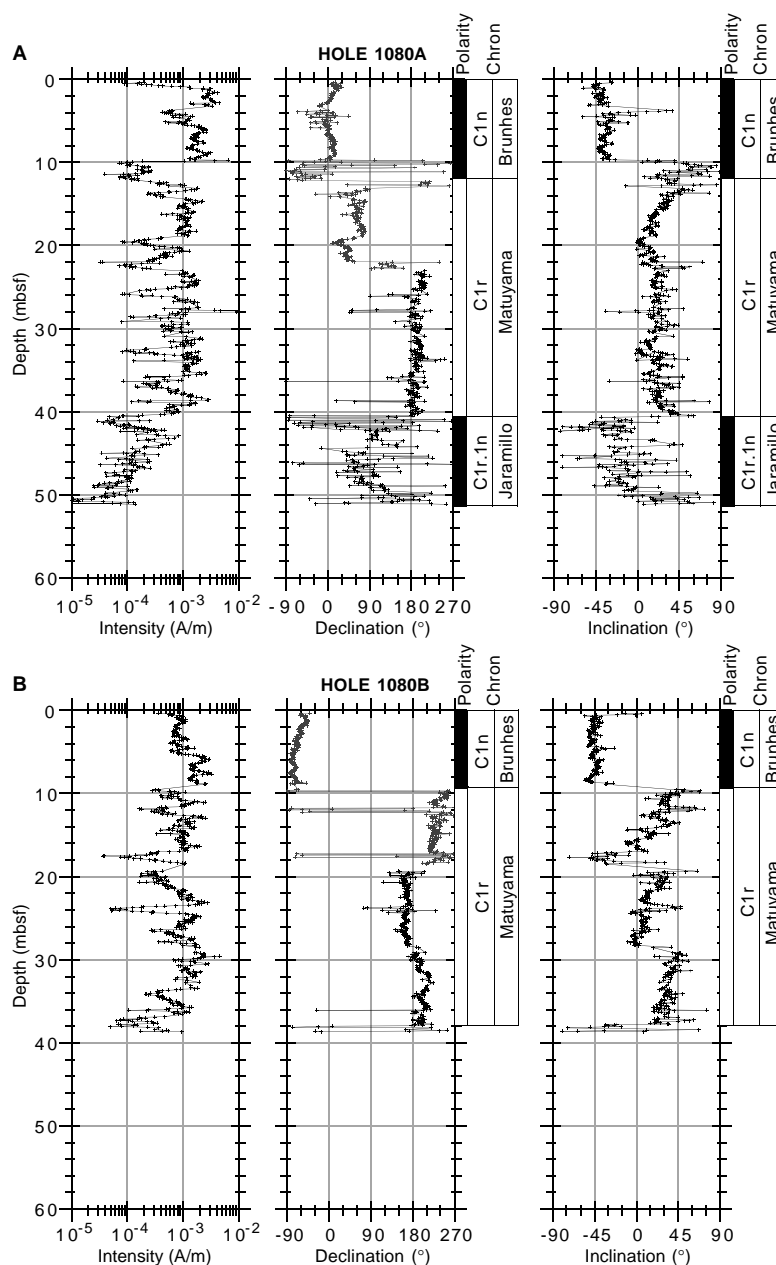 A
HOLE 1080A
Polarity
Chron
Polarity
Chron
0
10
20
30
40
50
60
Depth (mbsf)
C1n
Brunhes
C1r
Matuyama
C1r.1n
Jaramillo
C1n
Brunhes
C1r
Matuyama
C1r.1n
Jaramillo
10-5 10-4 10-3 10-2
-90 0 90 180 270
-90 -45 0 45 90
Intensity (A/m)
Declination (°)
Inclination (°)
B
HOLE 1080B
Polarity
Chron
Polarity
Chron
0
10
20
30
40
50
60
Depth (mbsf)
C1n
Brunhes
C1r
Matuyama
C1n
Brunhes
C1r
Matuyama
10-5 10-4 10-3 10-2
-90 0 90 180 270
-90 -45 0 45 90
Intensity (A/m)
Declination (°)
Inclination (°)